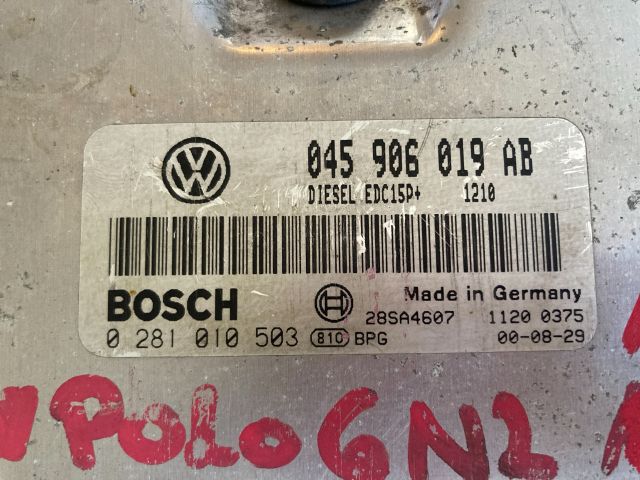 045 906 019 AB
DIESEL EDC15P+ 1210
BOSCH
Made in Germany
28SA4607 1120 0375
0 281 010 503 810 BPG 00-08-29
POLO 6N2